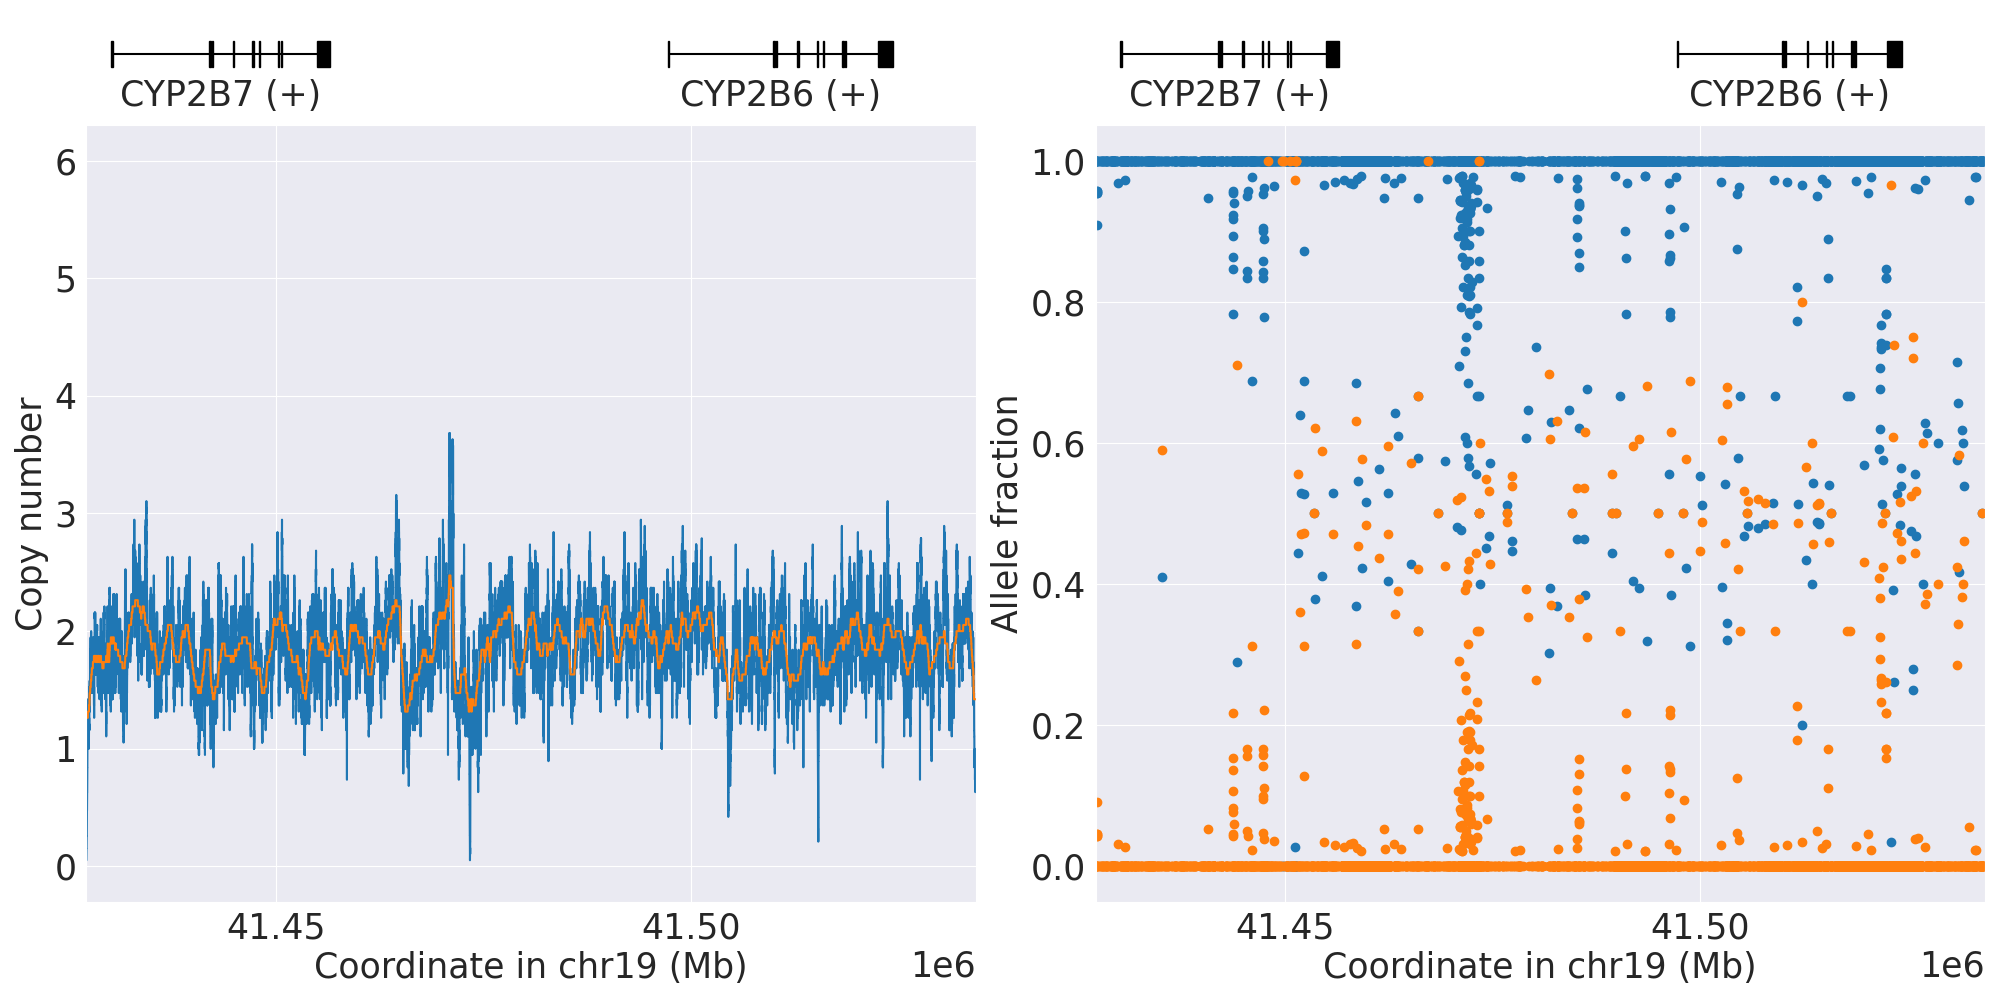 CYP2B7 (+)
CYP2B6 (+)
CYP2B7 (+)
CYP2B6 (+)
6
5
4
3
2
1
0
Copy number
41.45
41.50
Coordinate in chr19 (Mb)
1e6
1.0
0.8
0.6
0.4
0.2
0.0
Allele fraction
41.45
41.50
Coordinate in chr19 (Mb)
1e6